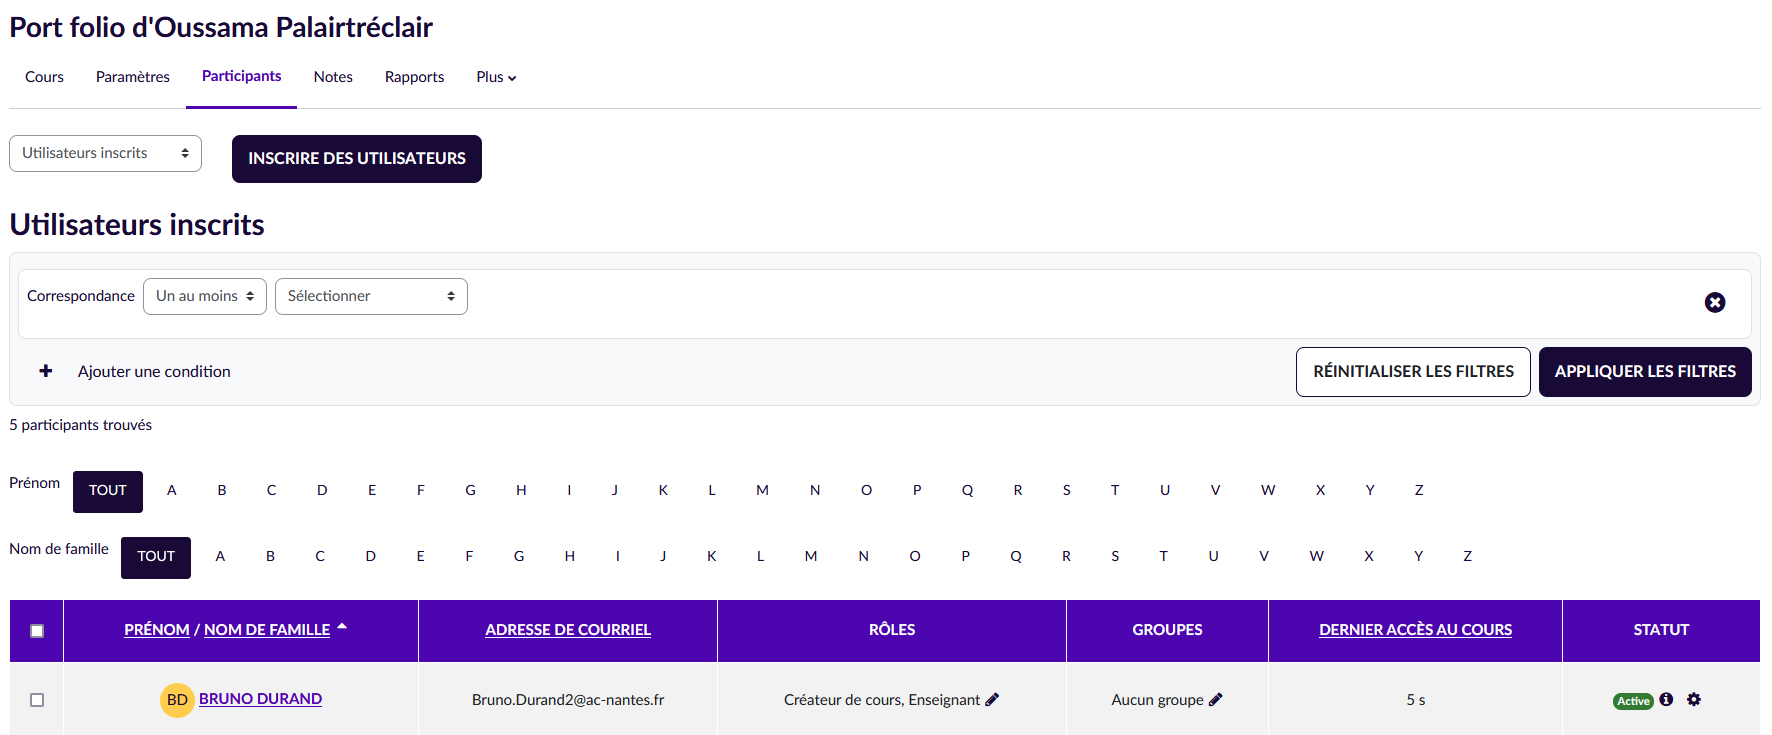 Port folio d'Oussama Palairtréclair
Cours Paramètres Participants Notes Rapports Plus
Utilisateurs inscrits INSCRIRE DES UTILISATEURS
Utilisateurs inscrits
Correspondance Un au moins Sélectionner
Ajouter une condition RÉINITIALISER LES FILTRES APPLIQUER LES FILTRES
5 participants trouvés
Prénom TOUT A B C D E F G H I J K L M N O P Q R S T U V W X Y Z
Nom de famille TOUT A B C D E F G H I J K L M N O P Q R S T U V W X Y Z
PRÉNOM / NOM DE FAMILLE ADRESSE DE COURRIEL RÔLES GROUPES DERNIER ACCÈS AU COURS STATUT
BD BRUNO DURAND Bruno.Durand2@ac-nantes.fr Créateur de cours, Enseignant Aucun groupe 5 s Active